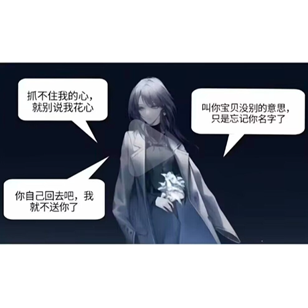 抓不住我的心，
就别说我花心
叫你宝贝没别的意思，
只是忘记你名字了
你自己回去吧，我
就不送你了